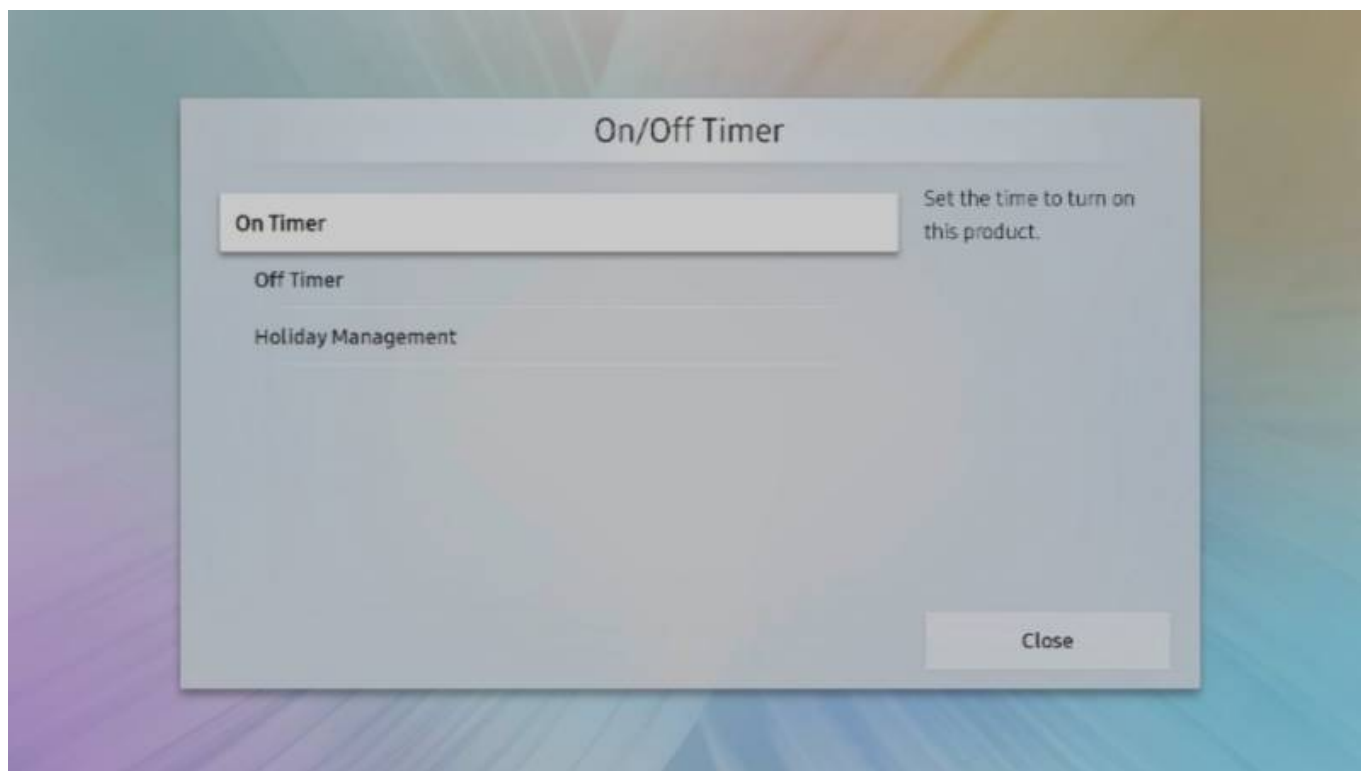 On/Off Timer
On Timer
Set the time to turn on
this product.
Off Timer
Holiday Management
Close